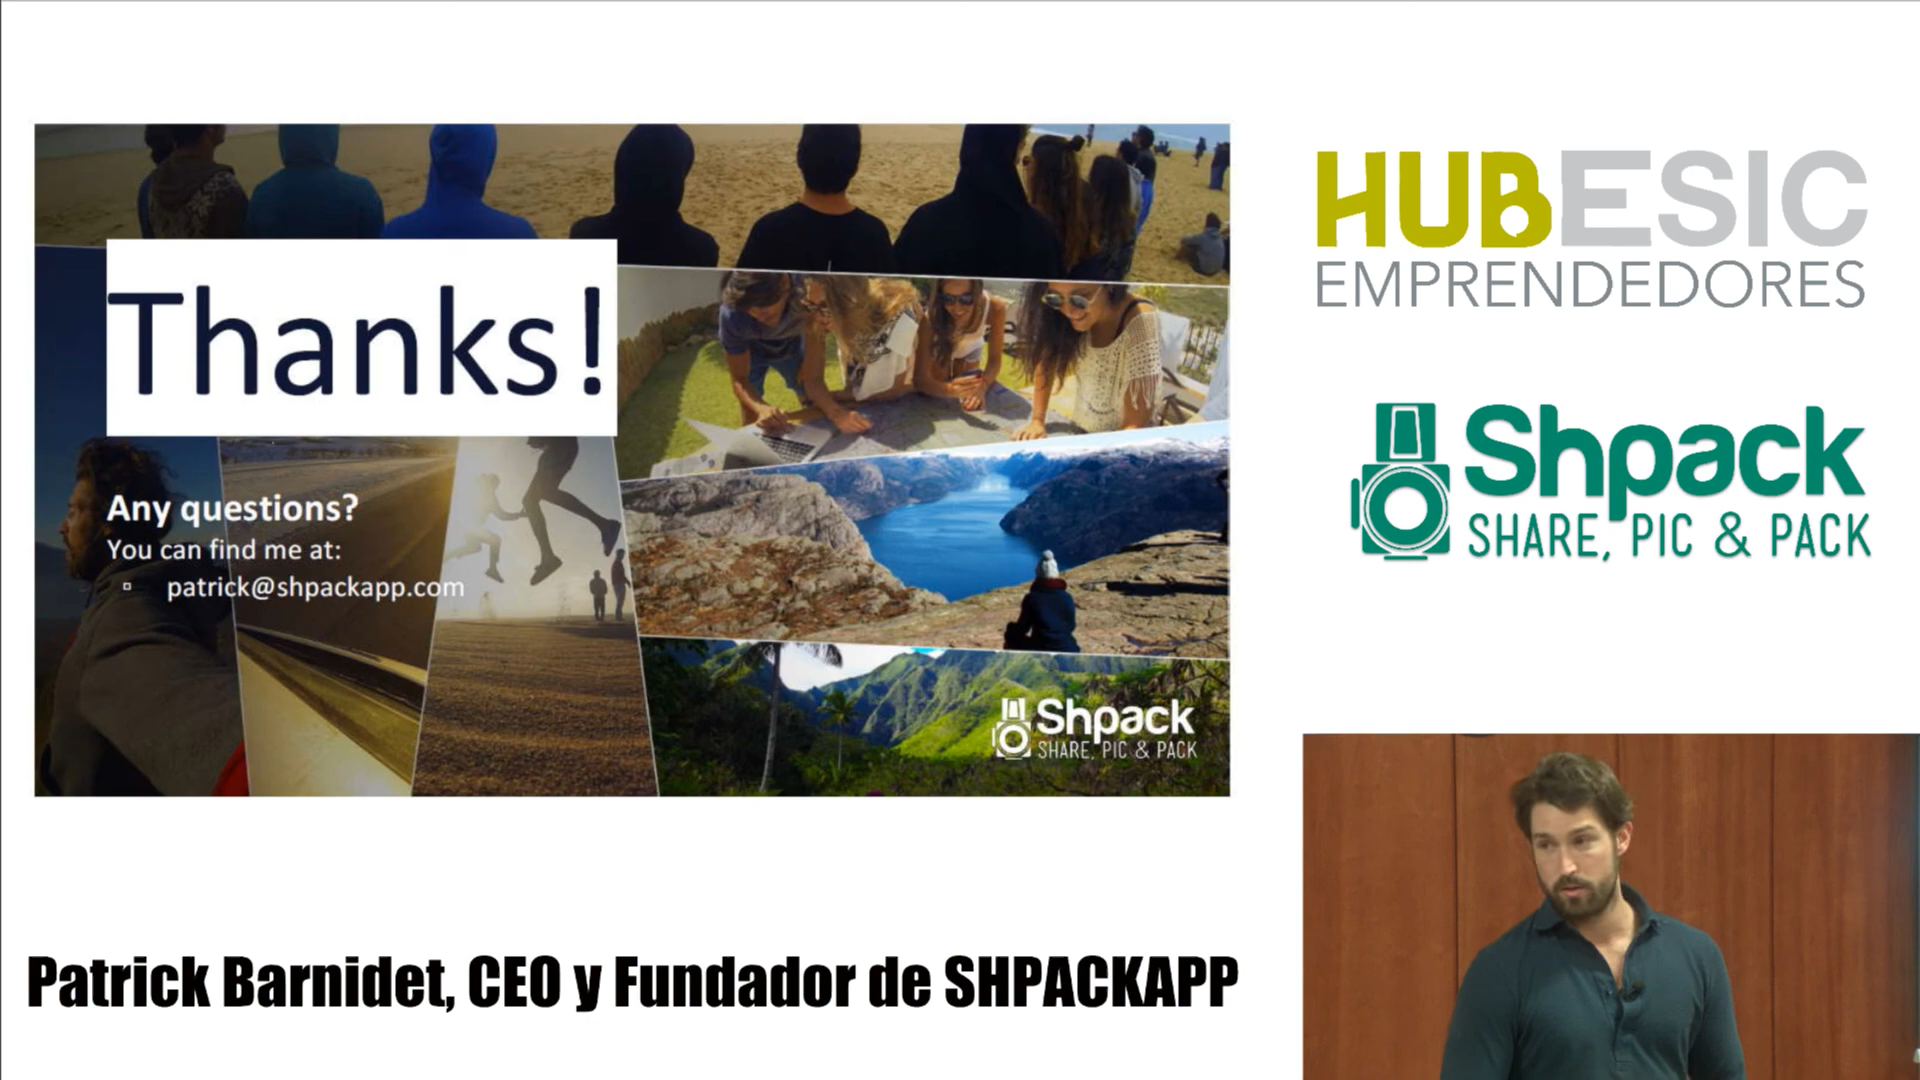 Thanks!
Any questions?
You can find me at:
patrick@shpackapp.com
Shpack
SHARE, PIC & PACK
HUBESIC
EMPRENDEDORES
Shpack
SHARE, PIC & PACK
Patrick Barnidet, CEO y Fundador de SHPACKAPP